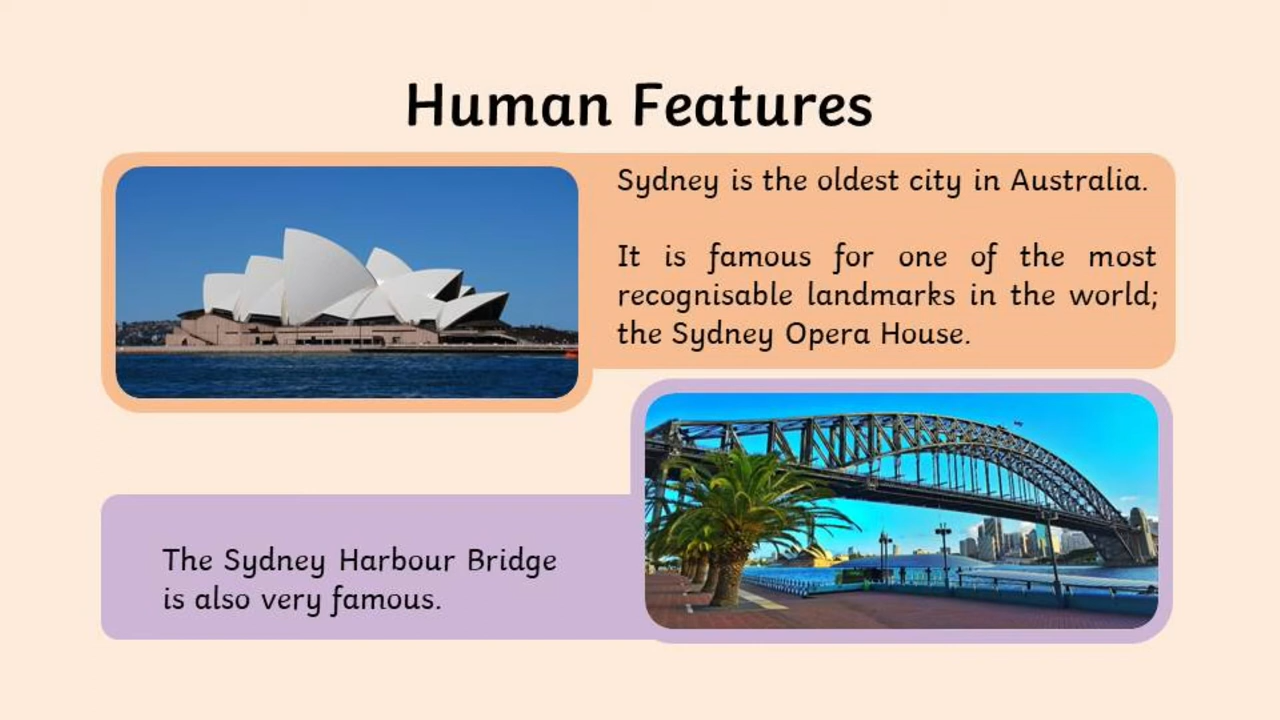 Human Features
Sydney is the oldest city in Australia.
It is famous for one of the most
recognisable landmarks in the world;
the Sydney Opera House.
The Sydney Harbour Bridge
is also very famous.